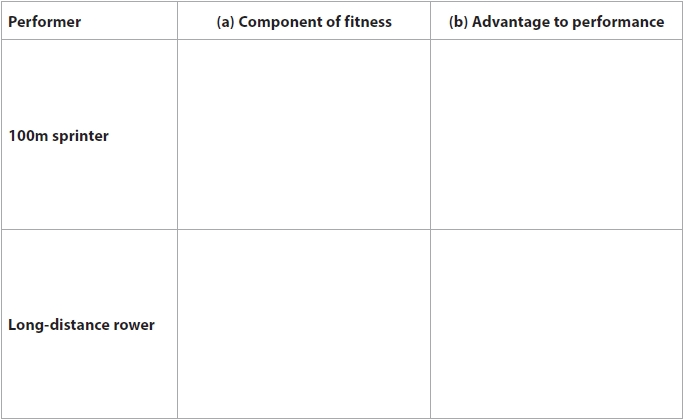 Performer
(a) Component of fitness
(b) Advantage to performance
100m sprinter
Long-distance rower